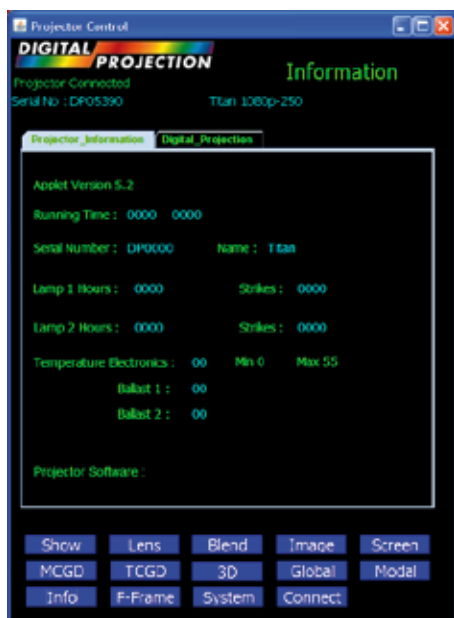 Projector Control
DIGITAL
PROJECTION
Information
Projector Connected
Serial No : DP05390 Titan 1080p-250
Projector_Information Digital_Projection
Applet Version 5.2
Running Time : 0000 0000
Serial Number : DP0000 Name : Titan
Lamp 1 Hours : 0000 Strikes : 0000
Lamp 2 Hours : 0000 Strikes : 0000
Temperature Electronics : 00 Min 0 Max 55
Ballast 1 : 00
Ballast 2 : 00
Projector Software :
Show Lens Blend Image Screen
MCGD TCGD 3D Global Modal
Info F-Frame System Connect